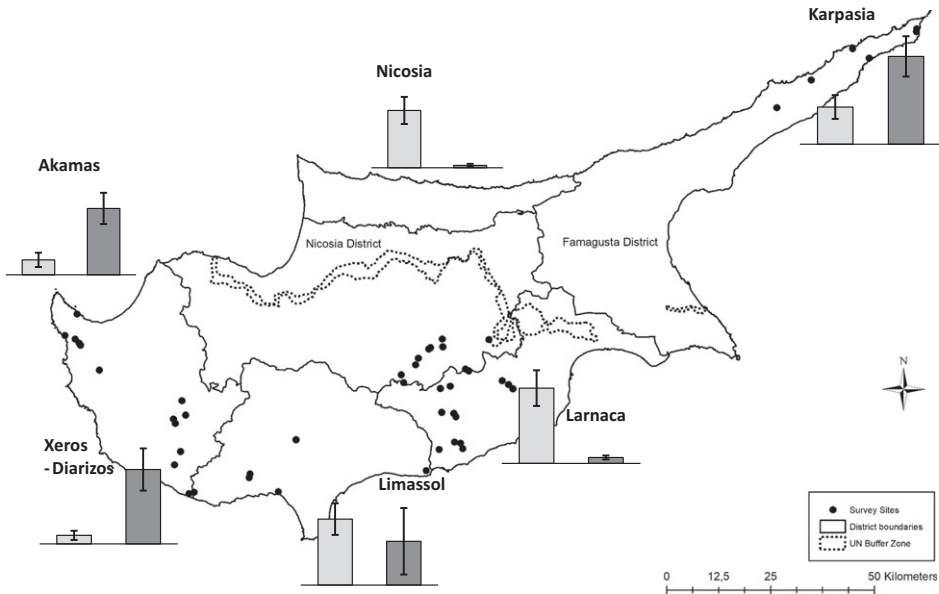 Karpasia
Nicosia
Akamas
Nicosia District
Famagusta District
N
Larnaca
Xeros
- Diarizos
Limassol
Survey Sites
District boundaries
UN Buffer Zone
0 12,5 25 50 Kilometers